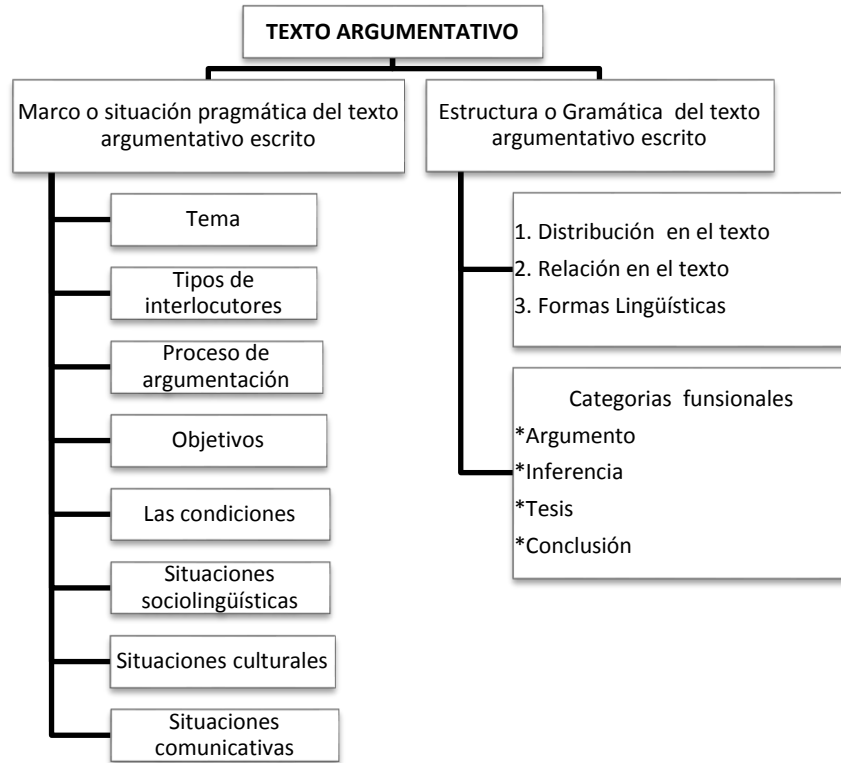 TEXTO ARGUMENTATIVO
Marco o situación pragmática del texto
argumentativo escrito
Tema
Tipos de
interlocutores
Proceso de
argumentación
Objetivos
Las condiciones
Situaciones
sociolingüísticas
Situaciones culturales
Situaciones
comunicativas
Estructura o Gramática del texto
argumentativo escrito
1. Distribución en el texto
2. Relación en el texto
3. Formas Lingüísticas
Categorias funsionales
*Argumento
*Inferencia
*Tesis
*Conclusión